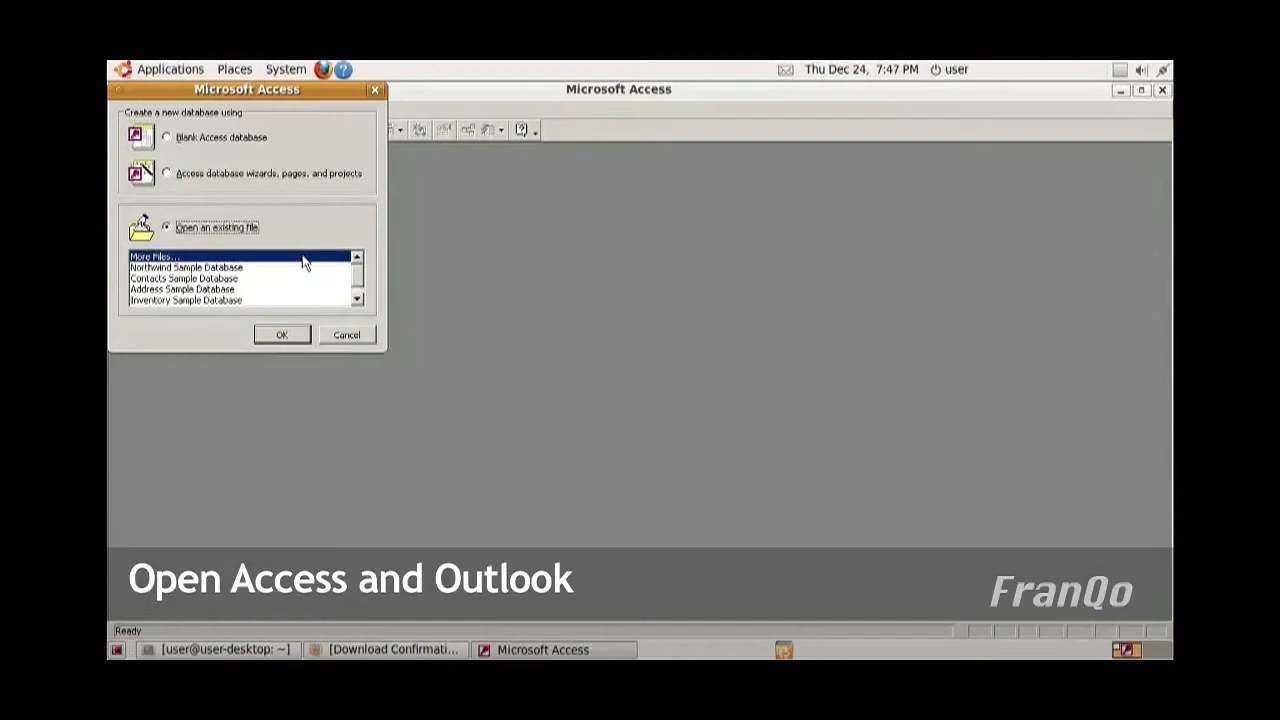 Applications Places System Thu Dec 24, 7:47 PM user
Microsoft Access
Microsoft Access
Create a new database using
Blank Access database
Access database wizards, pages, and projects
Open an existing file
More Files...
Northwind Sample Database
Contacts Sample Database
Address Sample Database
Inventory Sample Database
OK Cancel
Open Access and Outlook
FranQo
Ready
[user@user-desktop: ~] [Download Confirmati... Microsoft Access